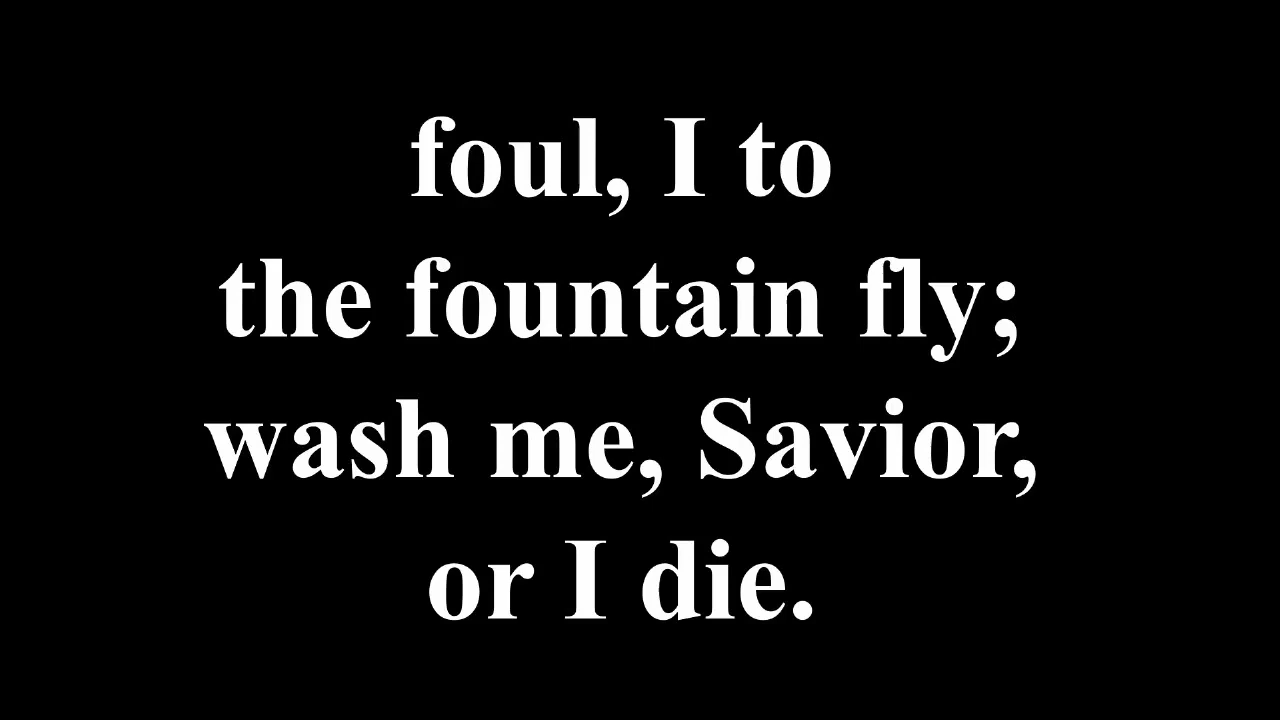 foul, I to
the fountain fly;
wash me, Savior,
or I die.